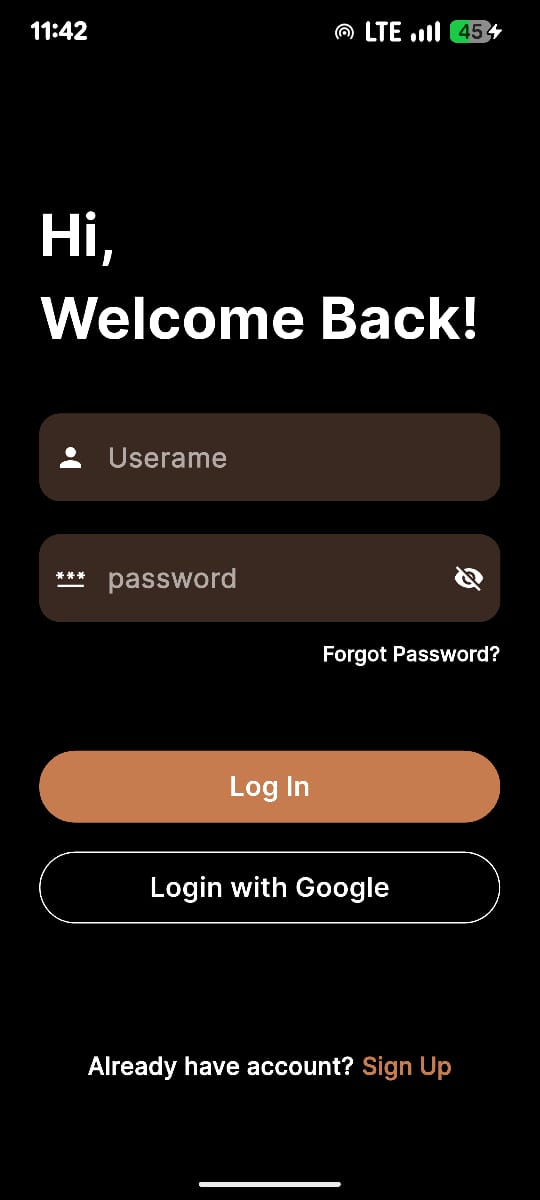 11:42 LTE 45
Hi,
Welcome Back!
Userame
*** password
Forgot Password?
Log In
Login with Google
Already have account? Sign Up